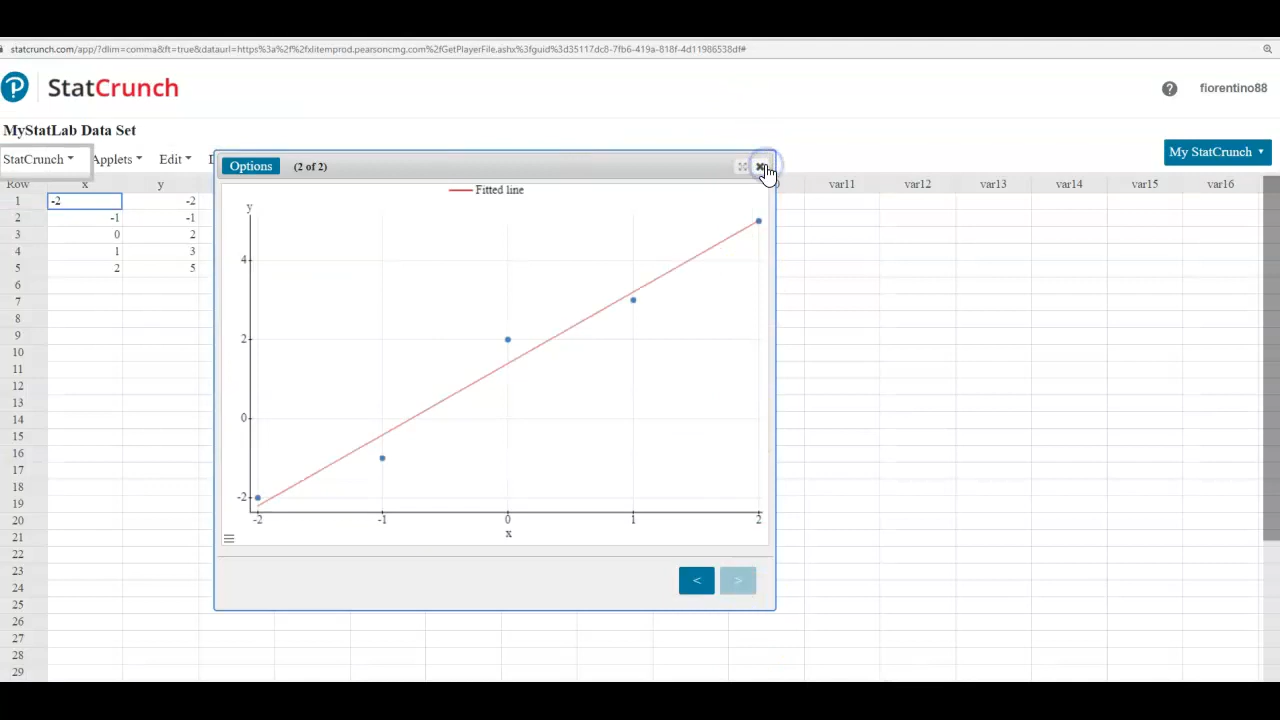 statcrunch.com/app/?dlim=comma&ft=true&dataurl=https%3a%2f%2fxlitemprod.pearsoncmg.com%2fGetPlayerFile.ashx%3fguid%3d35117dc8-7fb6-419a-818f-4d11986538df#
P StatCrunch
? fiorentino88
MyStatLab Data Set
StatCrunch Applets Edit
My StatCrunch
Options (2 of 2)
Row x y var11 var12 var13 var14 var15 var16
1 -2 -2
2 -1 -1
3 0 2
4 1 3
5 2 5
6
7
8
9
10
11
12
13
14
15
16
17
18
19
20
21
22
23
24
25
26
27
28
29
Fitted line
y
4
2
0
-2
-2 -1 0 1 2
x
< >